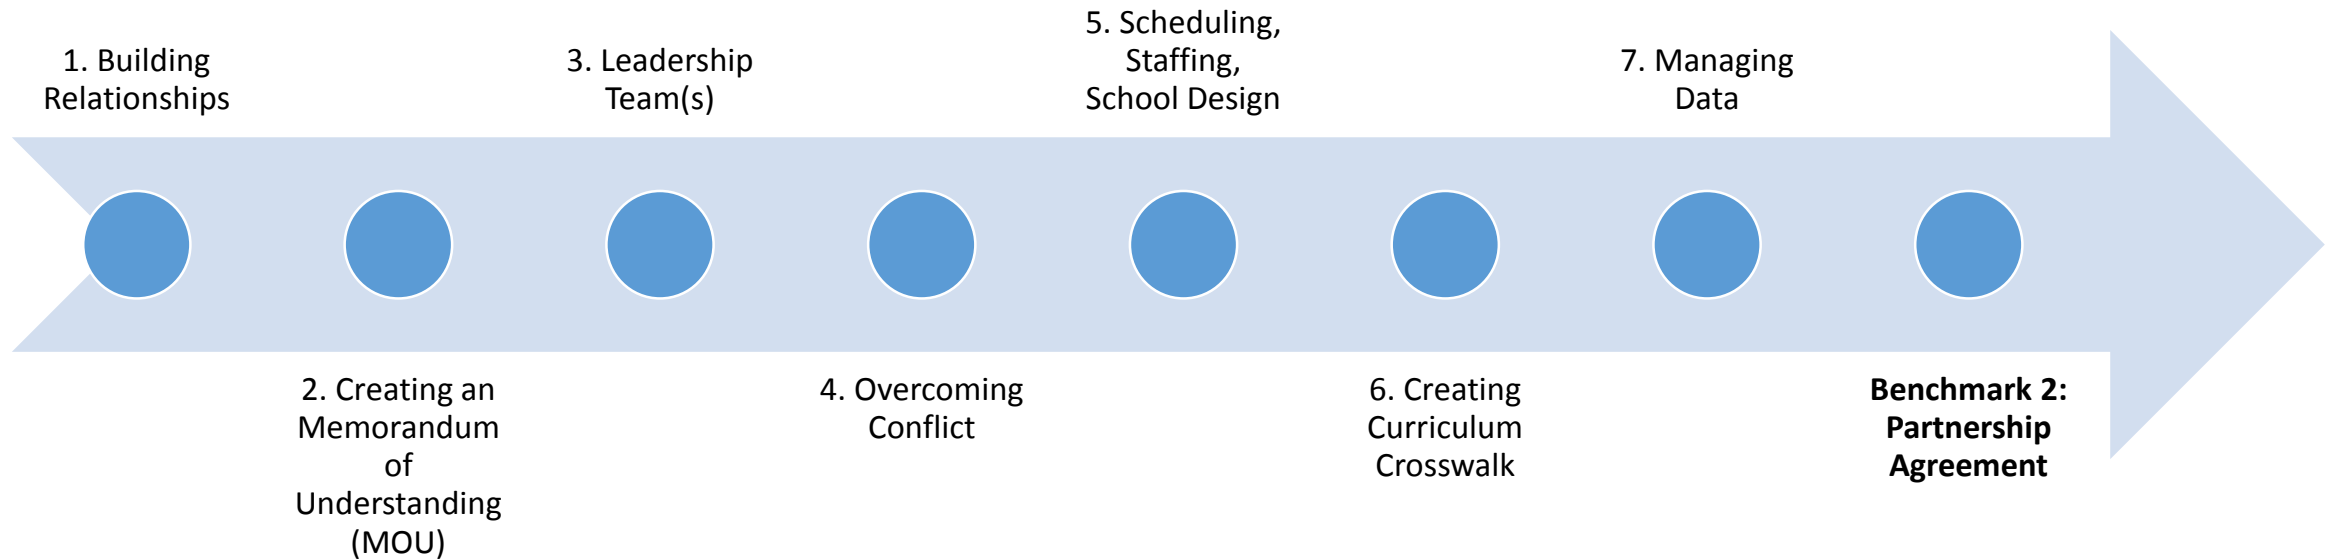 1. Building
Relationships
2. Creating an
Memorandum
of
Understanding
(MOU)
3. Leadership
Team(s)
4. Overcoming
Conflict
5. Scheduling,
Staffing,
School Design
6. Creating
Curriculum
Crosswalk
7. Managing
Data
Benchmark 2:
Partnership
Agreement